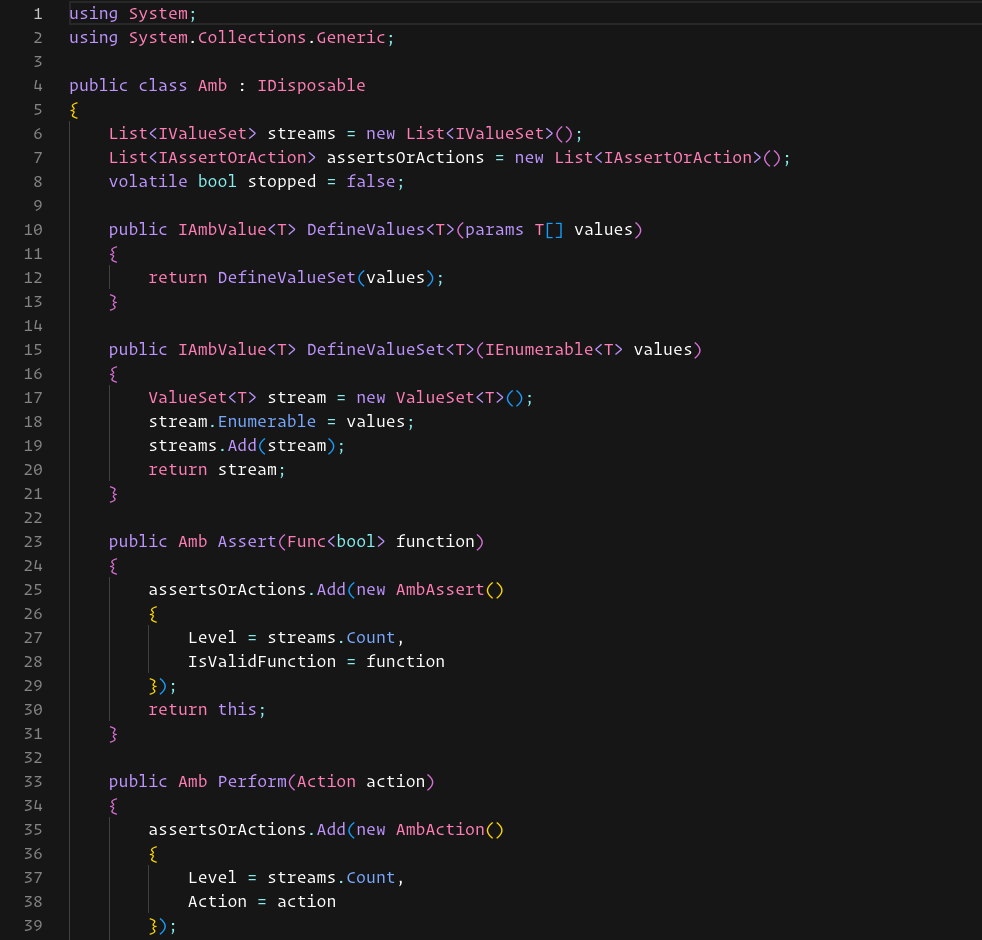 1 using System;
2 using System.Collections.Generic;
3
4 public class Amb : IDisposable
5 {
6     List<IValueSet> streams = new List<IValueSet>();
7     List<IAssertOrAction> assertsOrActions = new List<IAssertOrAction>();
8     volatile bool stopped = false;
9
10     public IAmbValue<T> DefineValues<T>(params T[] values)
11     {
12         return DefineValueSet(values);
13     }
14
15     public IAmbValue<T> DefineValueSet<T>(IEnumerable<T> values)
16     {
17         ValueSet<T> stream = new ValueSet<T>();
18         stream.Enumerable = values;
19         streams.Add(stream);
20         return stream;
21     }
22
23     public Amb Assert(Func<bool> function)
24     {
25         assertsOrActions.Add(new AmbAssert()
26         {
27             Level = streams.Count,
28             IsValidFunction = function
29         });
30         return this;
31     }
32
33     public Amb Perform(Action action)
34     {
35         assertsOrActions.Add(new AmbAction()
36         {
37             Level = streams.Count,
38             Action = action
39         });